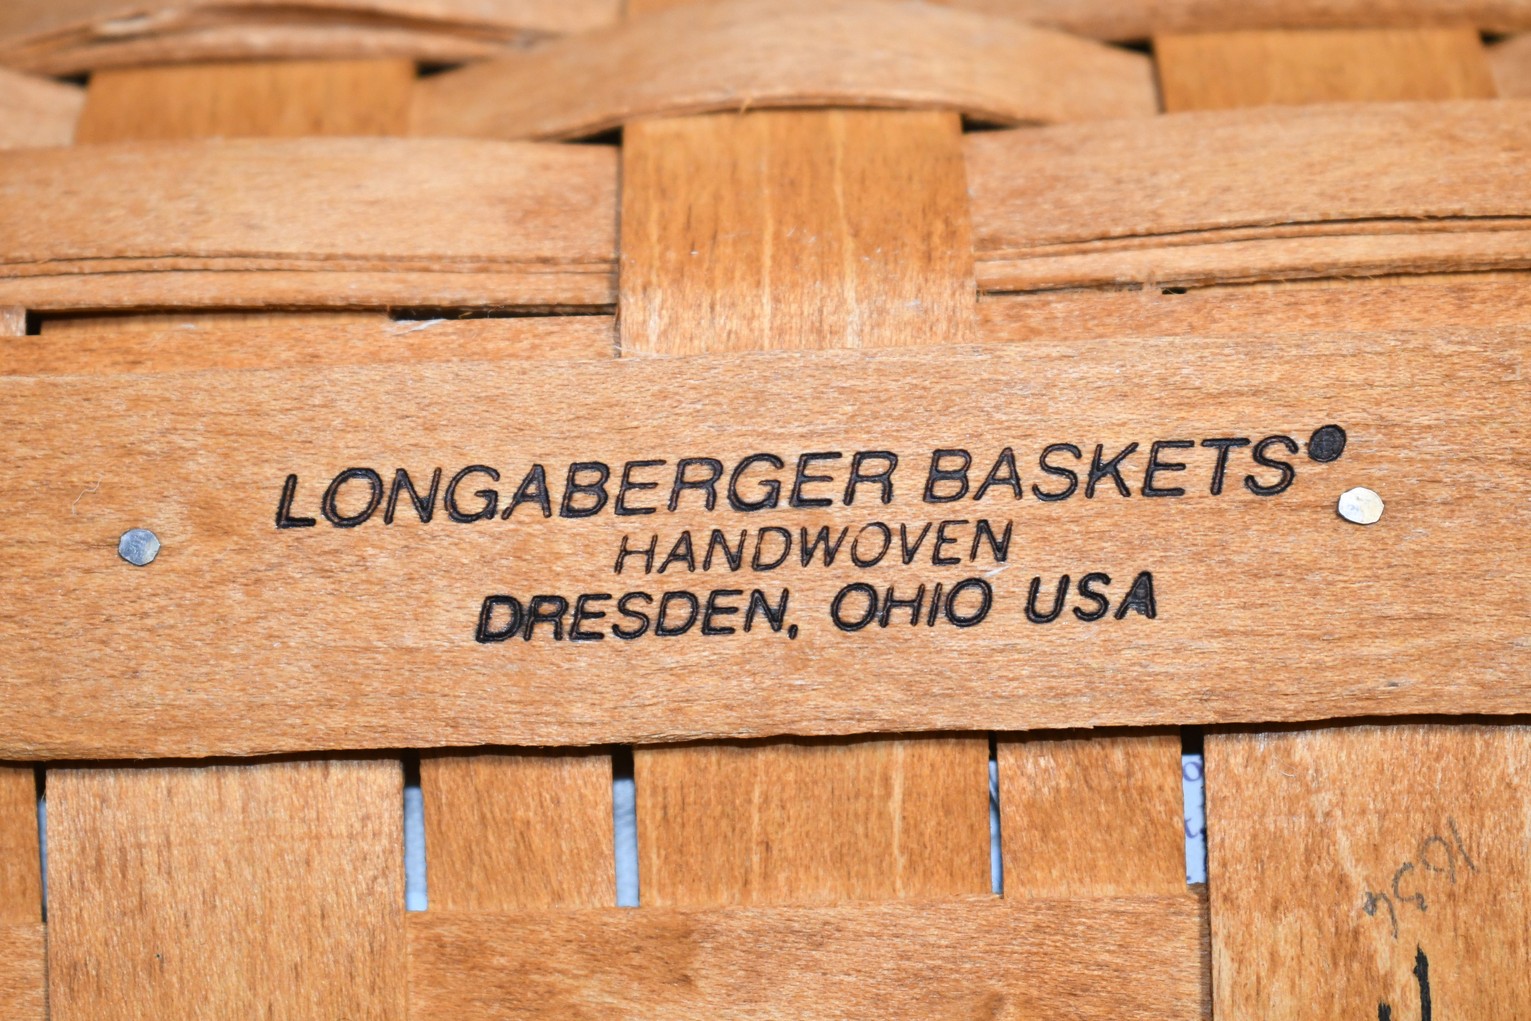 LONGABERGER BASKETS®
HANDWOVEN
DRESDEN, OHIO USA